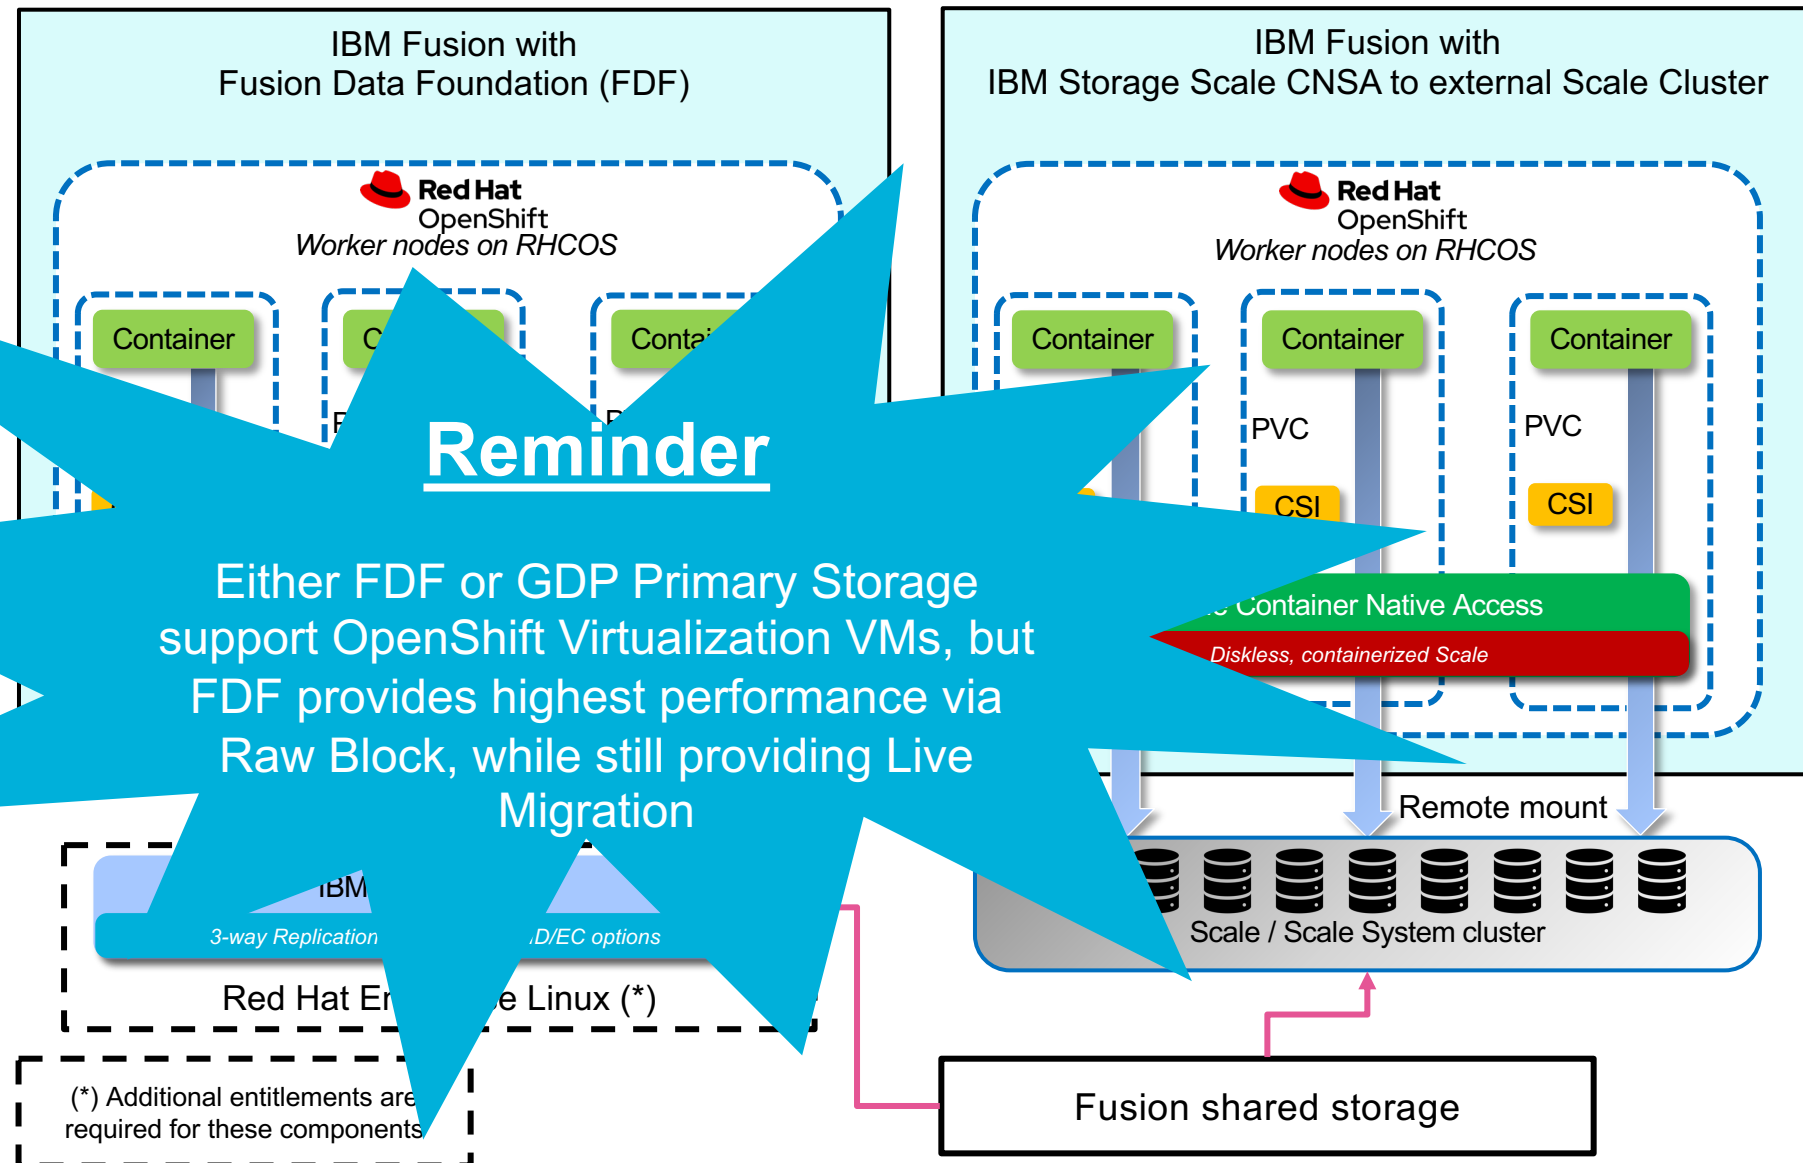 IBM Fusion with
Fusion Data Foundation (FDF)
Red Hat
OpenShift
Worker nodes on RHCOS
Container
Reminder
Either FDF or GDP Primary Storage
support OpenShift Virtualization VMs, but
FDF provides highest performance via
Raw Block, while still providing Live
Migration
IBM
3-way Replication
options
Red Hat
Linux (*)
(*) Additional entitlements are
required for these components
IBM Fusion with
IBM Storage Scale CNSA to external Scale Cluster
Red Hat
OpenShift
Worker nodes on RHCOS
Container Container Container
PVC PVC
CSI CSI
Container Native Access
Diskless, containerized Scale
Remote mount
Scale / Scale System cluster
Fusion shared storage